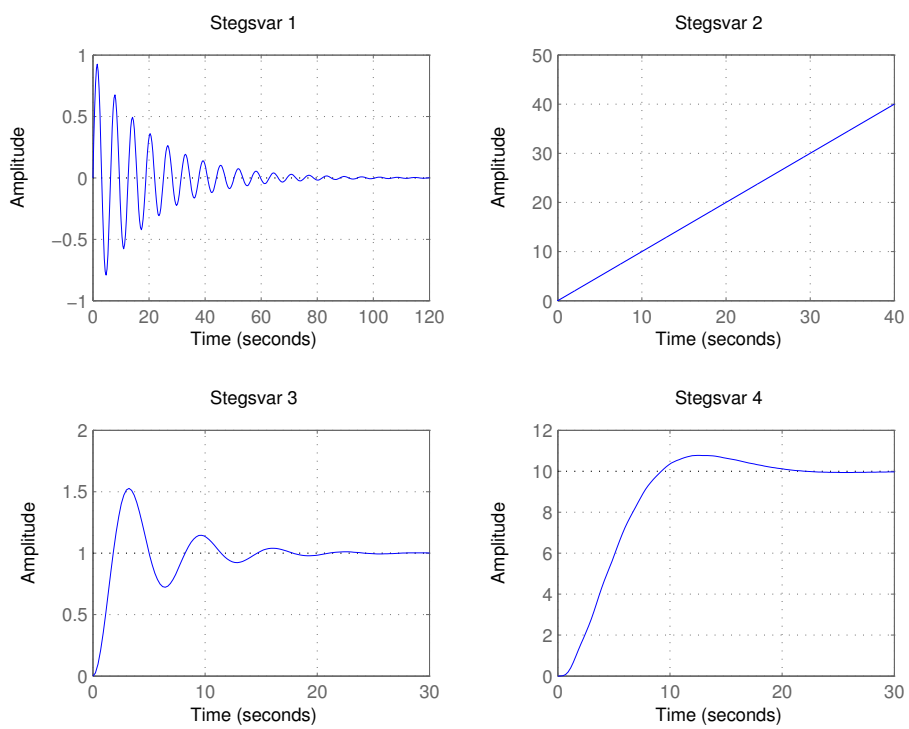 Stegsvar 1
1
0.5
0
−0.5
−1
Amplitude
0 20 40 60 80 100 120
Time (seconds)
Stegsvar 2
50
40
30
20
10
0
Amplitude
0 10 20 30 40
Time (seconds)
Stegsvar 3
2
1.5
1
0.5
0
Amplitude
0 10 20 30
Time (seconds)
Stegsvar 4
12
10
8
6
4
2
0
Amplitude
0 10 20 30
Time (seconds)